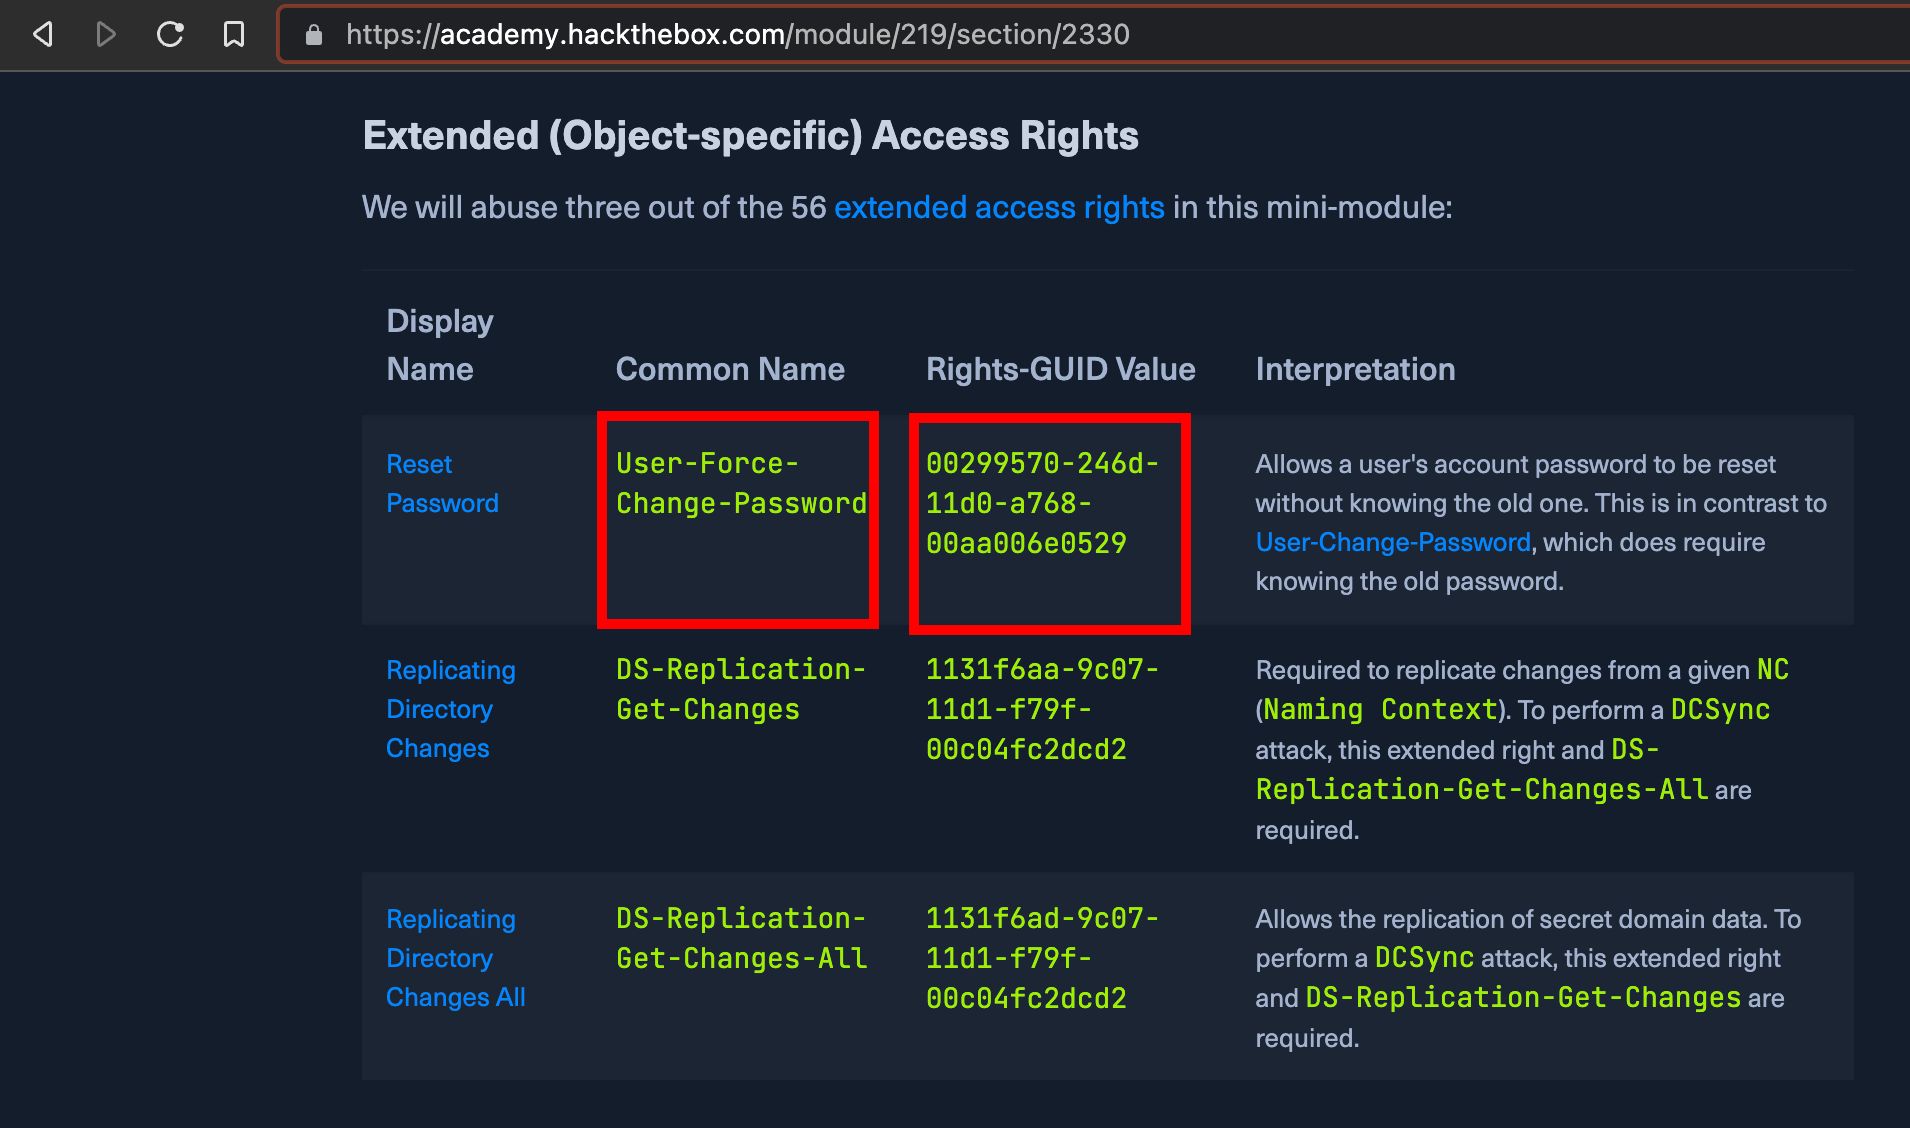 https://academy.hackthebox.com/module/219/section/2330
Extended (Object-specific) Access Rights
We will abuse three out of the 56 extended access rights in this mini-module:
Display
Name
Common Name
Rights-GUID Value
Interpretation
Reset
Password
User-Force-
Change-Password
00299570-246d-
11d0-a768-
00aa006e0529
Allows a user's account password to be reset
without knowing the old one. This is in contrast to
User-Change-Password, which does require
knowing the old password.
Replicating
Directory
Changes
DS-Replication-
Get-Changes
1131f6aa-9c07-
11d1-f79f-
00c04fc2dcd2
Required to replicate changes from a given NC
(Naming Context). To perform a DCSync
attack, this extended right and DS-
Replication-Get-Changes-All are
required.
Replicating
Directory
Changes All
DS-Replication-
Get-Changes-All
1131f6ad-9c07-
11d1-f79f-
00c04fc2dcd2
Allows the replication of secret domain data. To
perform a DCSync attack, this extended right
and DS-Replication-Get-Changes are
required.